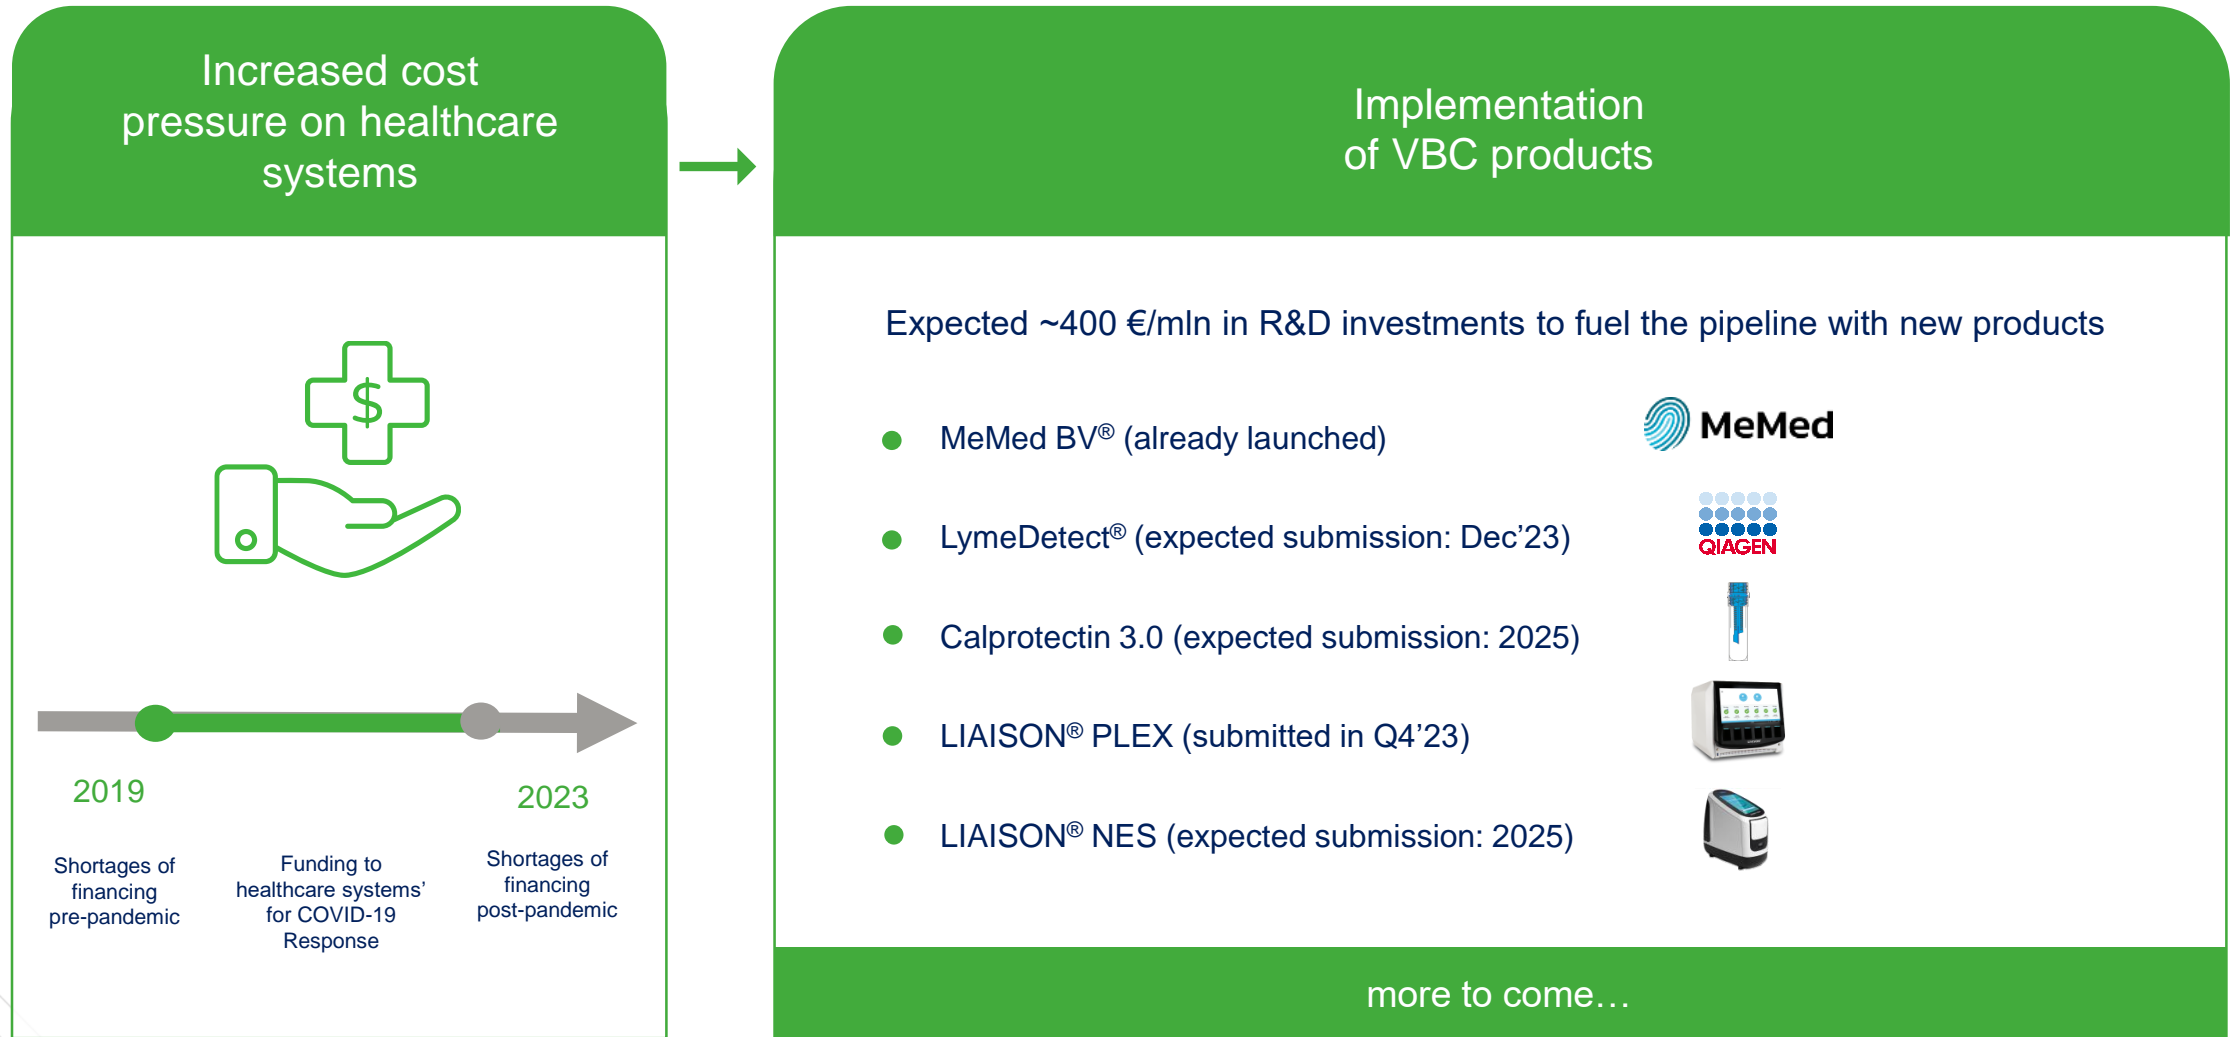 Increased cost
pressure on healthcare
systems
$
2019
2023
Shortages of
financing
pre-pandemic
Funding to
healthcare systems’
for COVID-19
Response
Shortages of
financing
post-pandemic
Implementation
of VBC products
Expected ~400 €/mln in R&D investments to fuel the pipeline with new products
MeMed BV® (already launched)
MeMed
LymeDetect® (expected submission: Dec’23)
QIAGEN
Calprotectin 3.0 (expected submission: 2025)
LIAISON® PLEX (submitted in Q4’23)
LIAISON® NES (expected submission: 2025)
more to come…